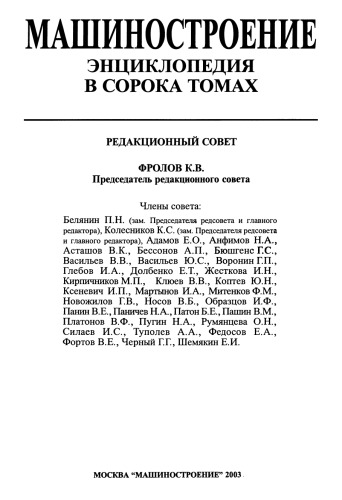 МАШИНОСТРОЕНИЕ
ЭНЦИКЛОПЕДИЯ
В СОРОКА ТОМАХ
РЕДАКЦИОННЫЙ СОВЕТ
ФРОЛОВ К.В.
Председатель редакционного совета
Члены совета:
Белянин П.Н. (зам. Председателя редсовета и главного
редактора), Колесников К.С. (зам. Председателя редсовета
и главного редактора), Адамов Е.О., Анфимов Н.А.,
Асташов В.К., Бессонов А.П., Бюшгенс Г.С.,
Васильев В.В., Васильев Ю.С., Воронин Г.П.,
Глебов И.А., Долбенко Е.Т., Жесткова И.Н.,
Кирпичников М.П., Клюев В.В., Коптев Ю.Н.,
Ксеневич И.П., Мартынов И.А., Митенков Ф.М.,
Новожилов Г.В., Носов В.Б., Образцов И.Ф.,
Панин В.Е., Паничев Н.А., Патон Б.Е., Пашин В.М.,
Платонов В.Ф., Пугин Н.А., Румянцева О.Н.,
Силаев И.С., Туполев А.А., Федосов Е.А.,
Фортов В.Е., Черный Г.Г., Шемякин Е.И.
МОСКВА "МАШИНОСТРОЕНИЕ" 2003